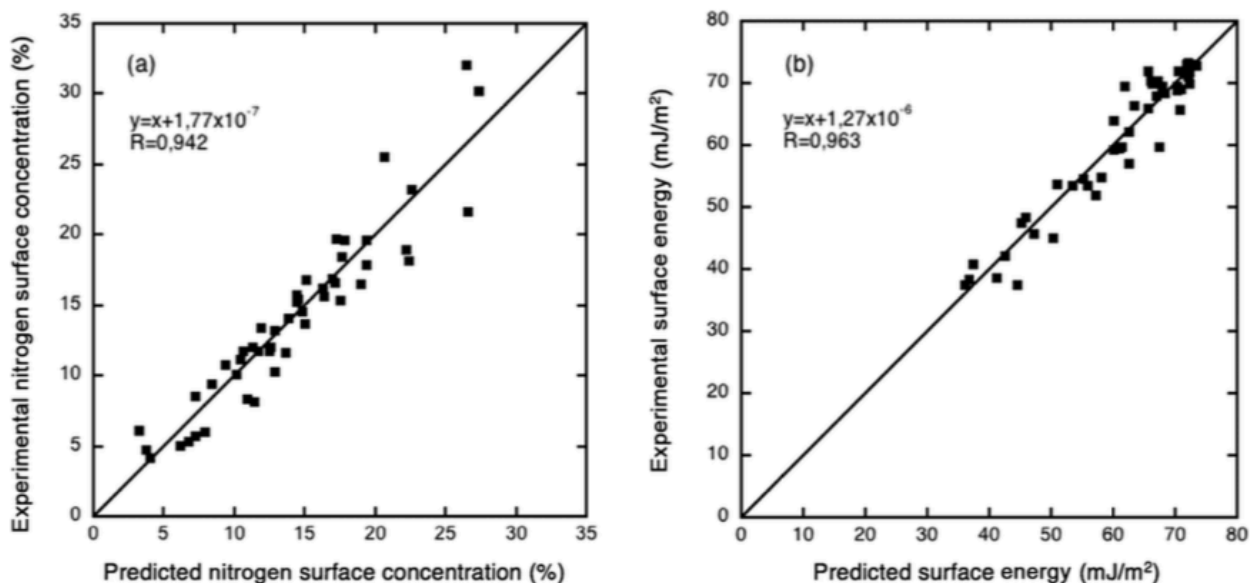 35
30
25
20
15
10
5
0
Experimental nitrogen surface concentration (%)
(a)
y=x+1,77x10⁻⁷
R=0,942
0 5 10 15 20 25 30 35
Predicted nitrogen surface concentration (%)
80
70
60
50
40
30
20
10
0
Experimental surface energy (mJ/m²)
(b)
y=x+1,27x10⁻⁶
R=0,963
0 10 20 30 40 50 60 70 80
Predicted surface energy (mJ/m²)